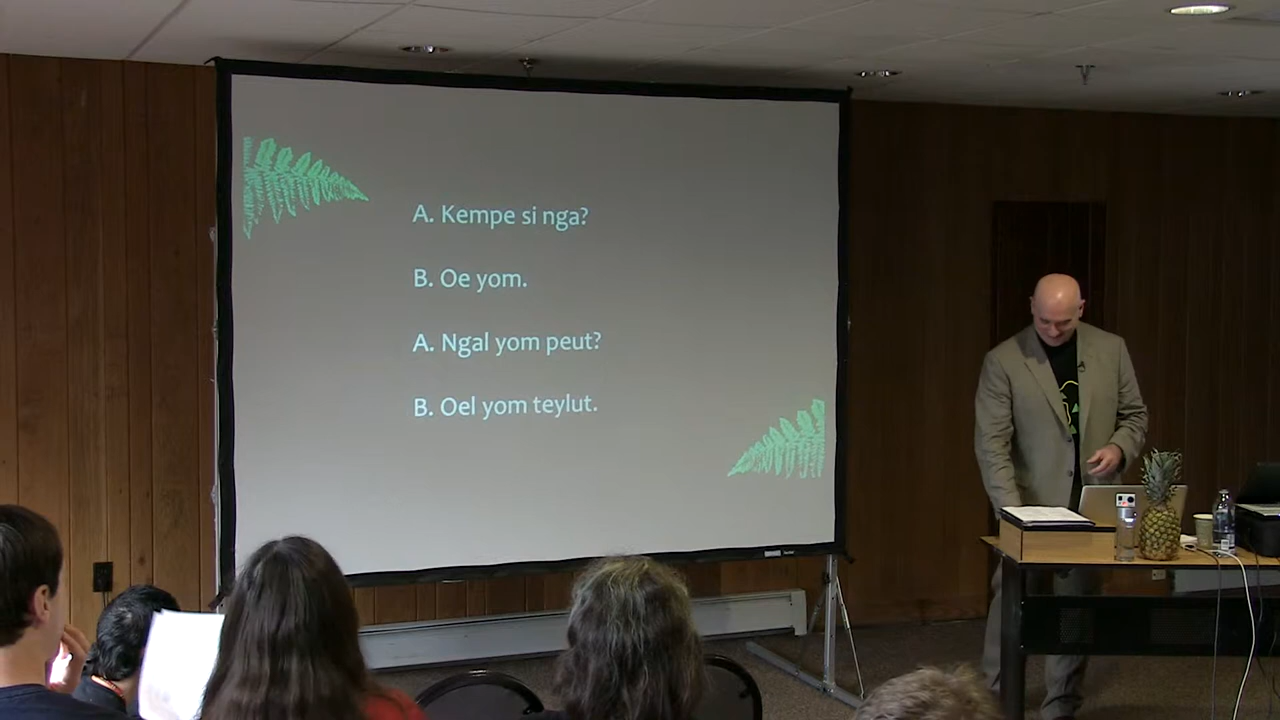 A. Kempe si nga?
B. Oe yom.
A. Ngal yom peut?
B. Oel yom teylut.